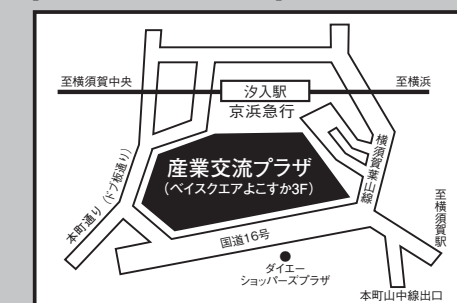 至横須賀中央
汐入駅
至横浜
京浜急行
横須賀葉山線
産業交流プラザ
（ベイスクエアよこすか3F）
本町通り（ドブ板通り）
至横須賀駅
国道16号
ダイエー
ショッパーズプラザ
本町山中線出口